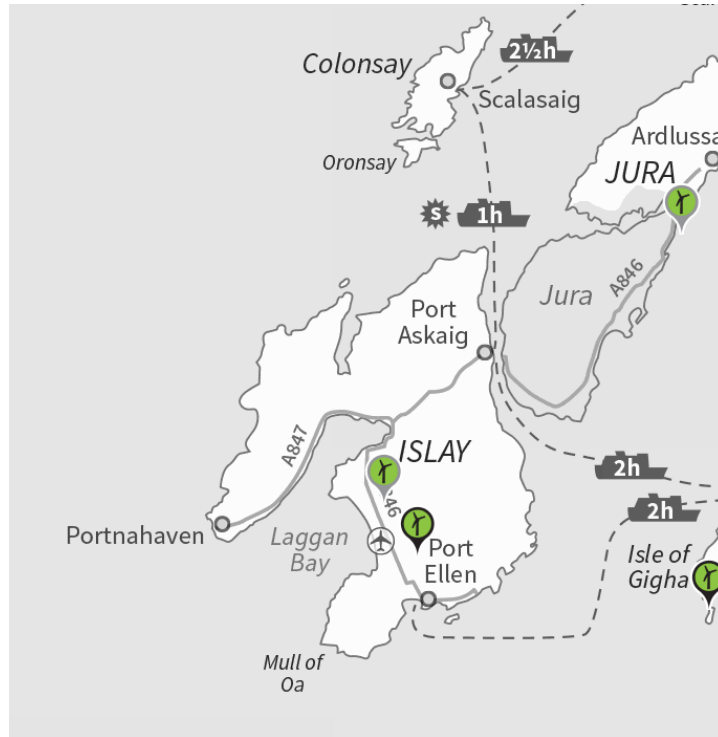 2½h
Colonsay
Scalasaig
Ardlussa
Oronsay
JURA
S
1h
A846
Jura
Port
Askaig
A847
ISLAY
2h
2h
Portnahaven
Laggan
Bay
Port
Ellen
Isle of
Gigha
Mull of
Oa